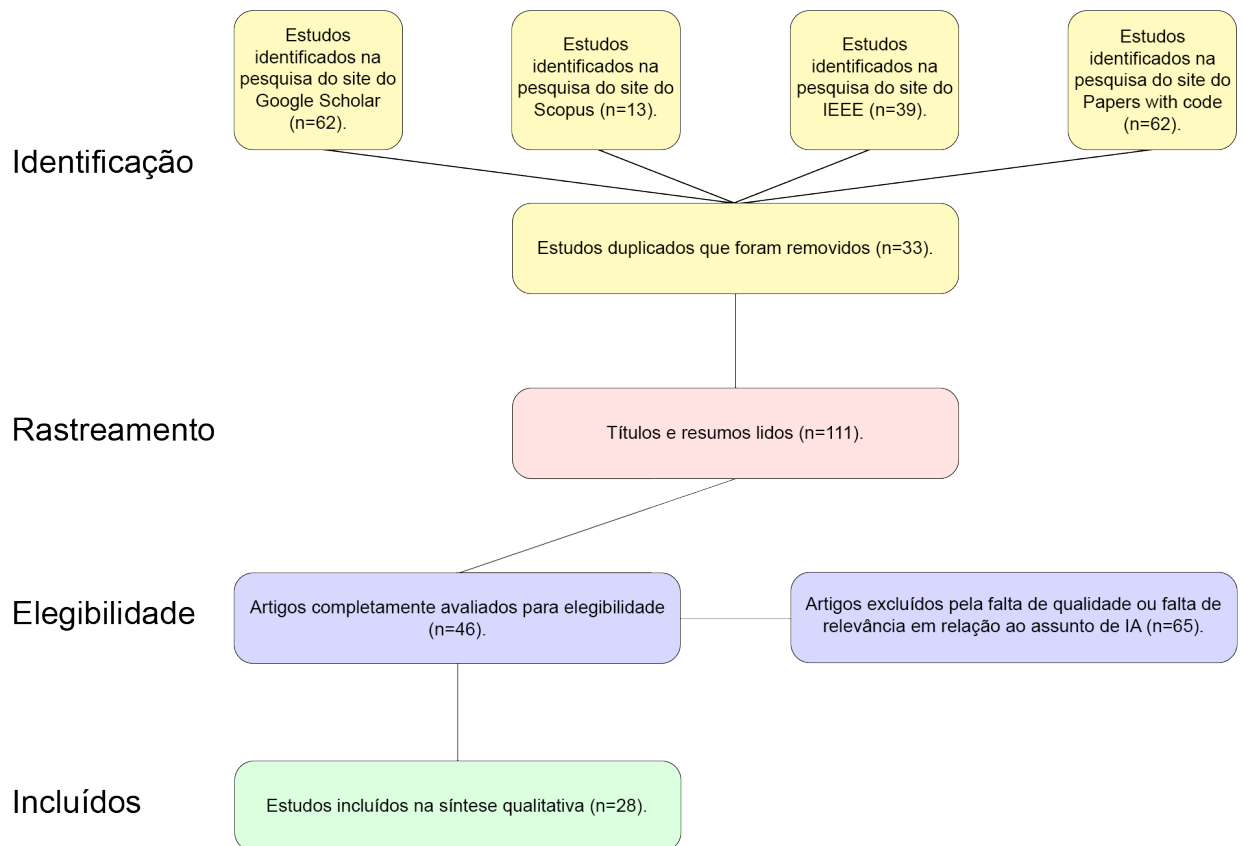 Estudos
identificados na
pesquisa do site do
Google Scholar
(n=62).
Estudos
identificados na
pesquisa do site do
Scopus (n=13).
Estudos
identificados na
pesquisa do site do
IEEE (n=39).
Estudos
identificados na
pesquisa do site do
Papers with code
(n=62).
Identificação
Estudos duplicados que foram removidos (n=33).
Rastreamento
Títulos e resumos lidos (n=111).
Elegibilidade
Artigos completamente avaliados para elegibilidade
(n=46).
Artigos excluídos pela falta de qualidade ou falta de
relevância em relação ao assunto de IA (n=65).
Incluídos
Estudos incluídos na síntese qualitativa (n=28).